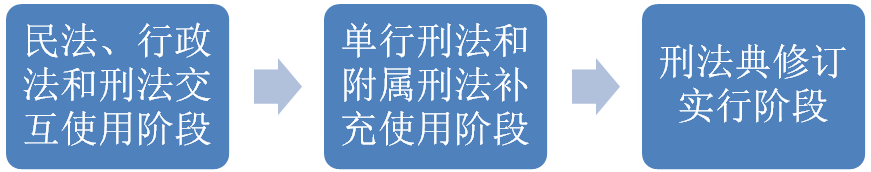 民法、行政
法和刑法交
互使用阶段
单行刑法和
附属刑法补
充使用阶段
刑法典修订
实行阶段